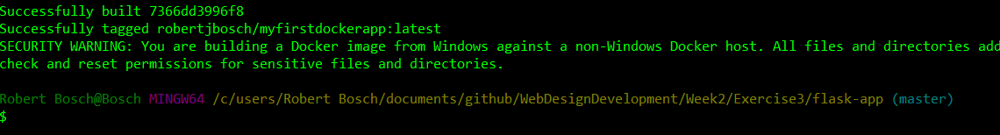 Successfully built 7366dd3996f8
Successfully tagged robertjbosch/myfirstdockerapp:latest
SECURITY WARNING: You are building a Docker image from Windows against a non-Windows Docker host. All files and directories add
check and reset permissions for sensitive files and directories.
Robert Bosch@Bosch MINGW64 /c/users/Robert Bosch/documents/github/WebDesignDevelopment/Week2/Exercise3/flask-app (master)
$